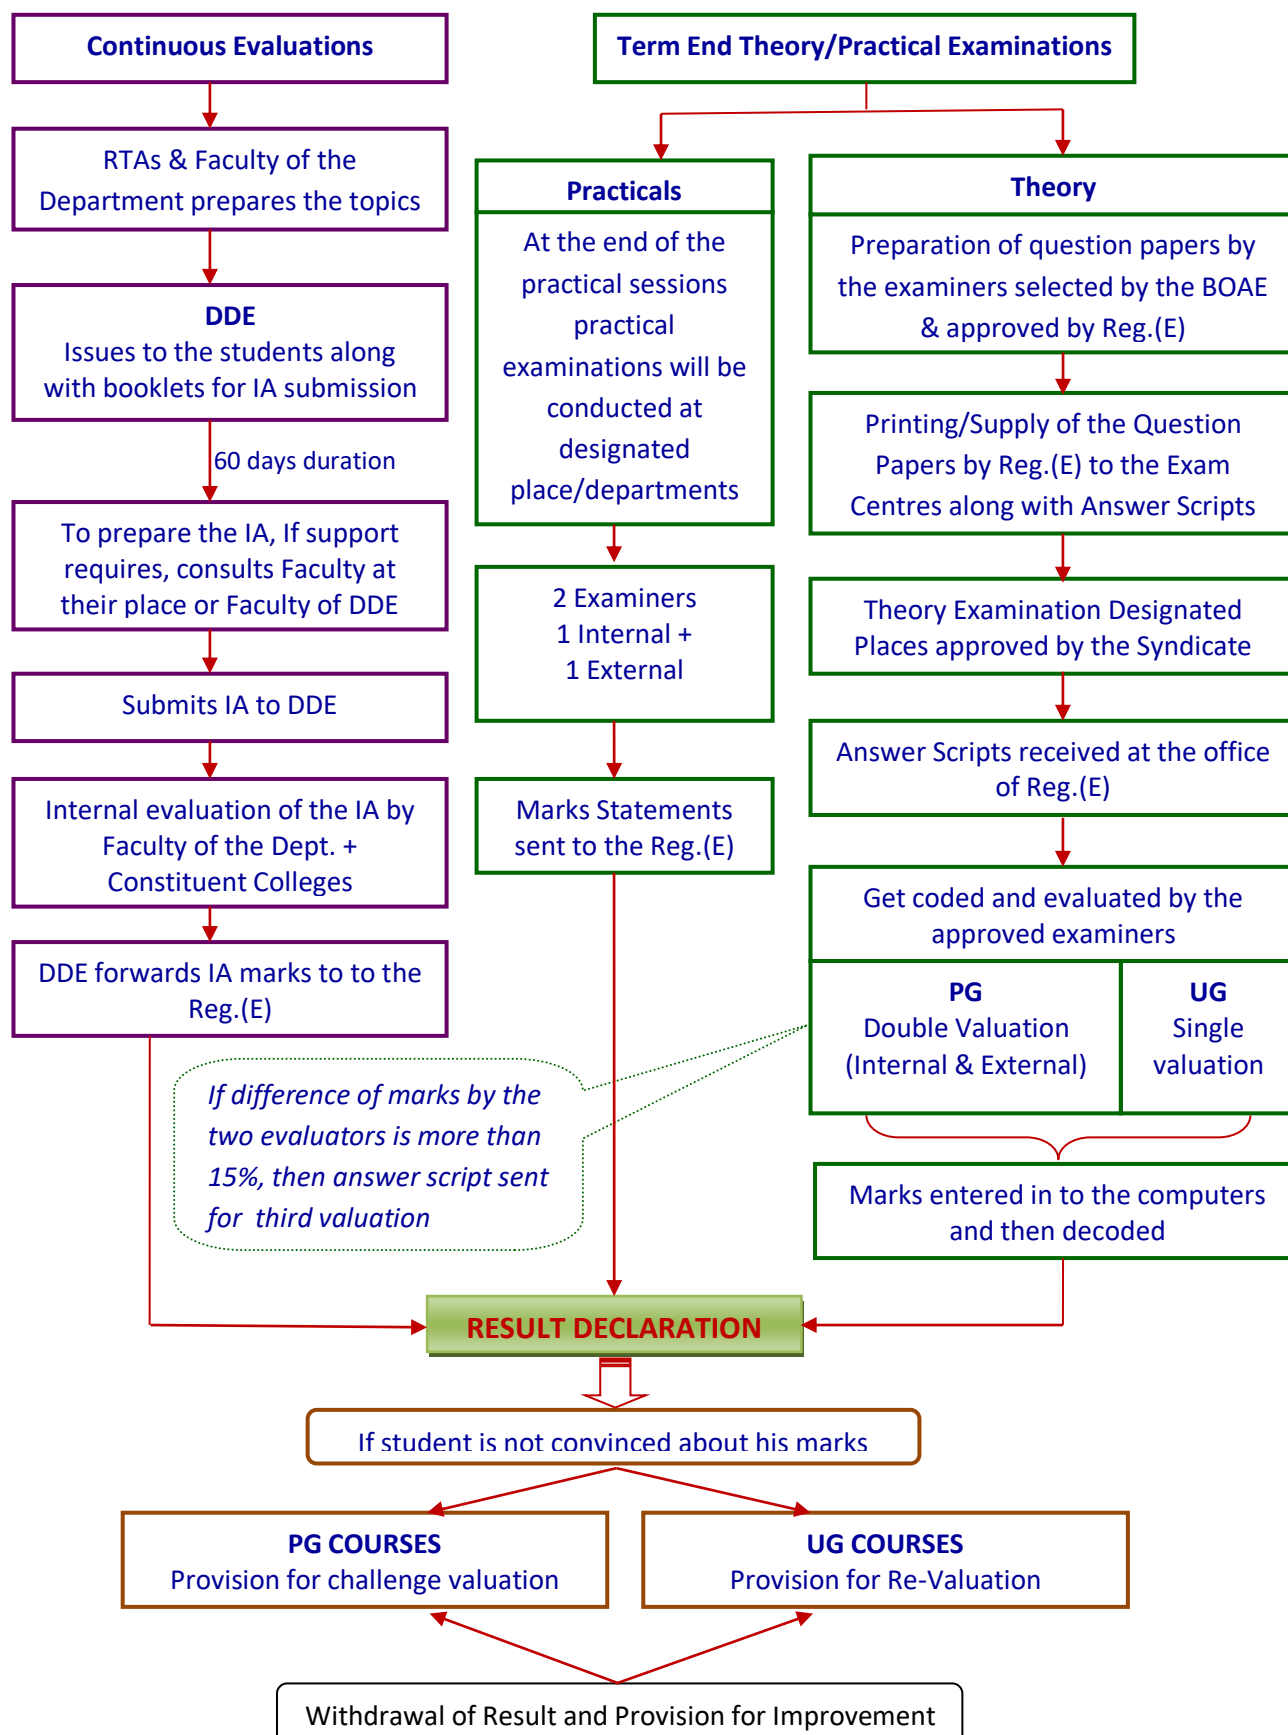 Continuous Evaluations
RTAs & Faculty of the
Department prepares the topics
DDE
Issues to the students along
with booklets for IA submission
60 days duration
To prepare the IA, If support
requires, consults Faculty at
their place or Faculty of DDE
Submits IA to DDE
Internal evaluation of the IA by
Faculty of the Dept. +
Constituent Colleges
DDE forwards IA marks to to the
Reg.(E)
Term End Theory/Practical Examinations
Practicals
At the end of the
practical sessions
practical
examinations will be
conducted at
designated
place/departments
2 Examiners
1 Internal +
1 External
Marks Statements
sent to the Reg.(E)
Theory
Preparation of question papers by
the examiners selected by the BOAE
& approved by Reg.(E)
Printing/Supply of the Question
Papers by Reg.(E) to the Exam
Centres along with Answer Scripts
Theory Examination Designated
Places approved by the Syndicate
Answer Scripts received at the office
of Reg.(E)
Get coded and evaluated by the
approved examiners
PG
Double Valuation
(Internal & External)
UG
Single
valuation
If difference of marks by the
two evaluators is more than
15%, then answer script sent
for third valuation
Marks entered in to the computers
and then decoded
RESULT DECLARATION
If student is not convinced about his marks
PG COURSES
Provision for challenge valuation
UG COURSES
Provision for Re-Valuation
Withdrawal of Result and Provision for Improvement